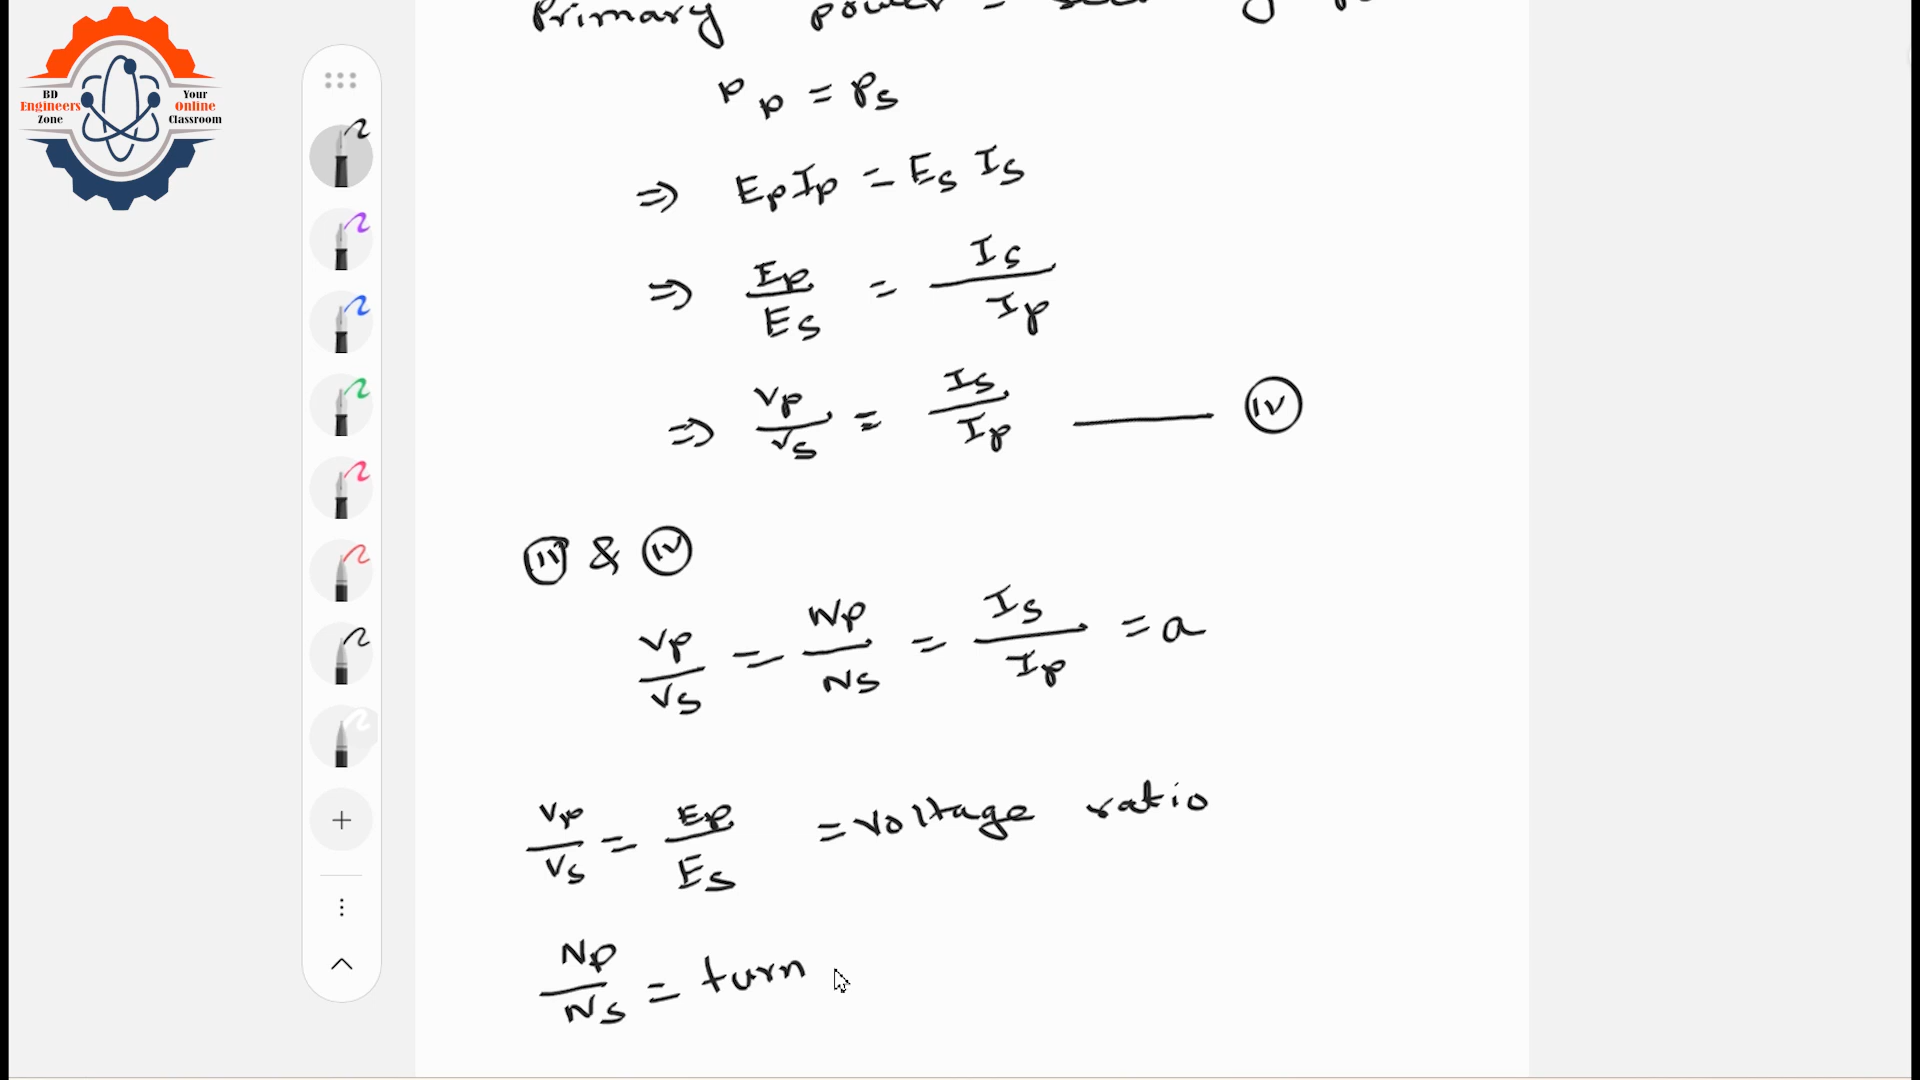 BD Engineers Zone
Your Online Classroom
Primary power =
Pp = Ps
⇒ EpIp = Es Is
⇒ Ep/Es = Is/Ip
⇒ Vp/Vs = Is/Ip —— (iv)
(iii) & (iv)
Vp/Vs = Np/Ns = Is/Ip = a
Vp/Vs = Ep/Es = voltage ratio
Np/Ns = turn